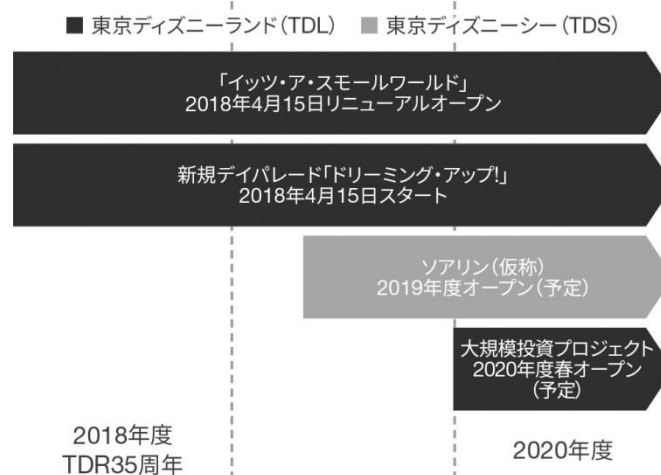 ■ 東京ディズニーランド(TDL) ■ 東京ディズニーシー(TDS)
「イッツ・ア・スモールワールド」
2018年4月15日リニューアルオープン
新規デイパレード「ドリーミング・アップ!」
2018年4月15日スタート
ソアリン(仮称)
2019年度オープン(予定)
大規模投資プロジェクト
2020年度春オープン
(予定)
2018年度
TDR35周年
2020年度